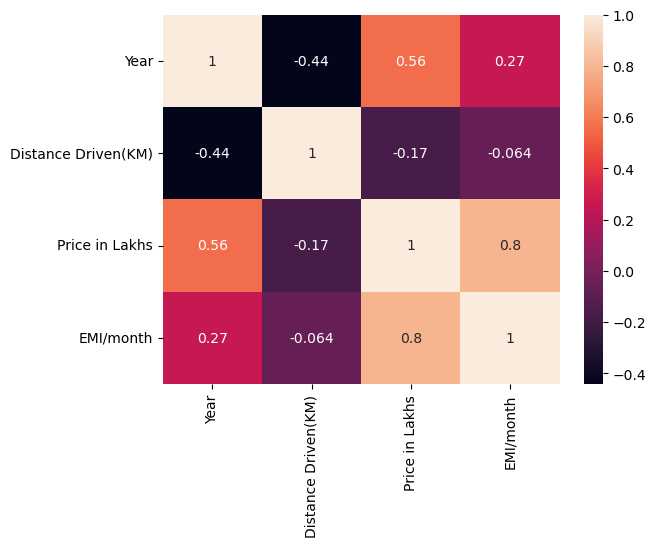 Year 1 -0.44 0.56 0.27
Distance Driven(KM) -0.44 1 -0.17 -0.064
Price in Lakhs 0.56 -0.17 1 0.8
EMI/month 0.27 -0.064 0.8 1
Year
Distance Driven(KM)
Price in Lakhs
EMI/month
1.0
0.8
0.6
0.4
0.2
0.0
−0.2
−0.4